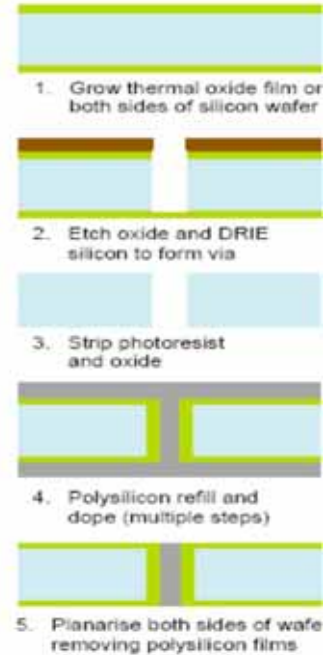 1. Grow thermal oxide film on
both sides of silicon wafer
2. Etch oxide and DRIE
silicon to form via
3. Strip photoresist
and oxide
4. Polysilicon refill and
dope (multiple steps)
5. Planarise both sides of wafe
removing polysilicon films